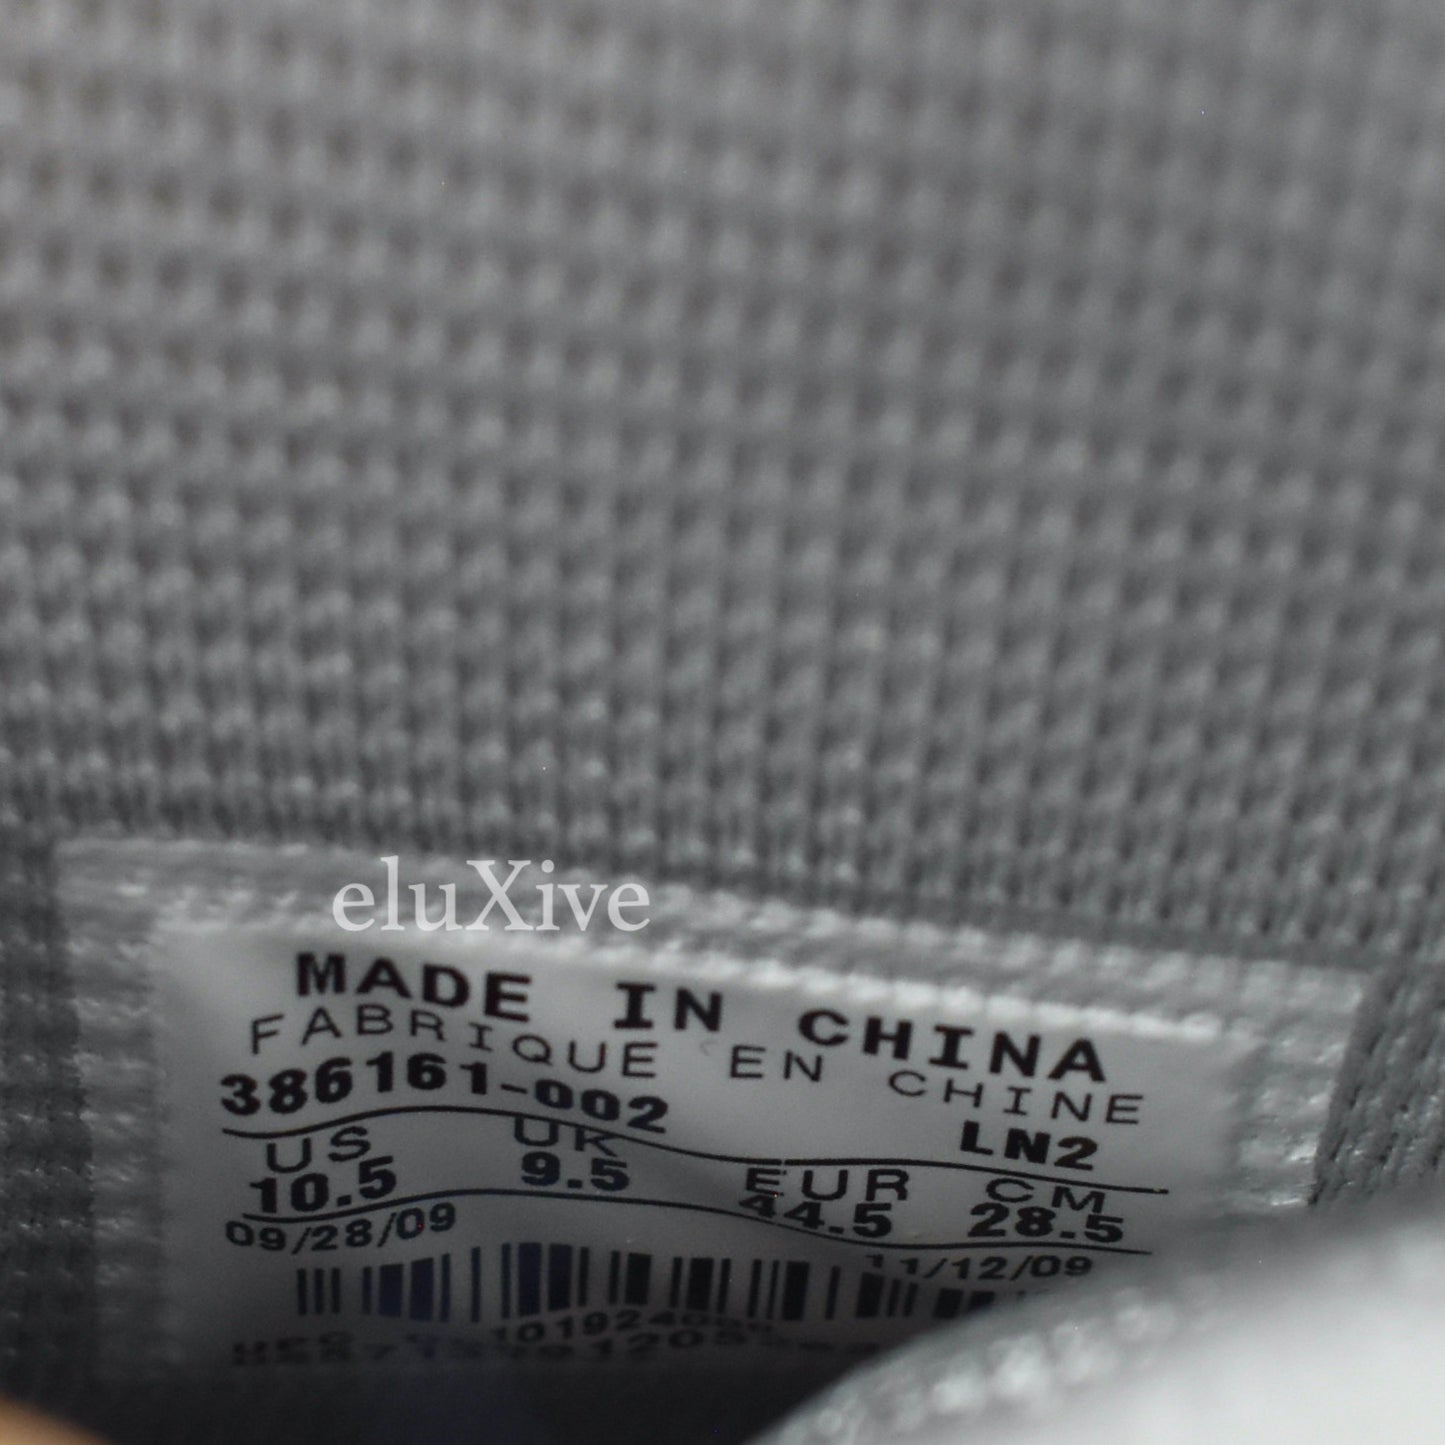 eluXive
MADE IN CHINA
FABRIQUE EN CHINE
386161-002 LN2
US UK EUR CM
10.5 9.5 44.5 28.5
09/28/09 11/12/09
UPC